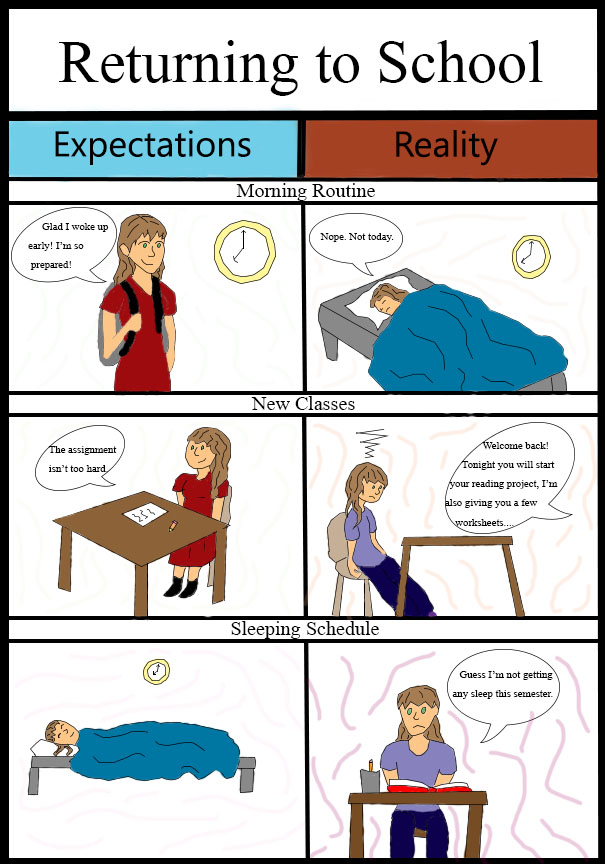 Returning to School
Expectations
Reality
Morning Routine
Glad I woke up
early! I'm so
prepared!
Nope. Not today.
New Classes
The assignment
isn't too hard.
Welcome back!
Tonight you will start
your reading project, I'm
also giving you a few
worksheets....
Sleeping Schedule
Guess I'm not getting
any sleep this semester.